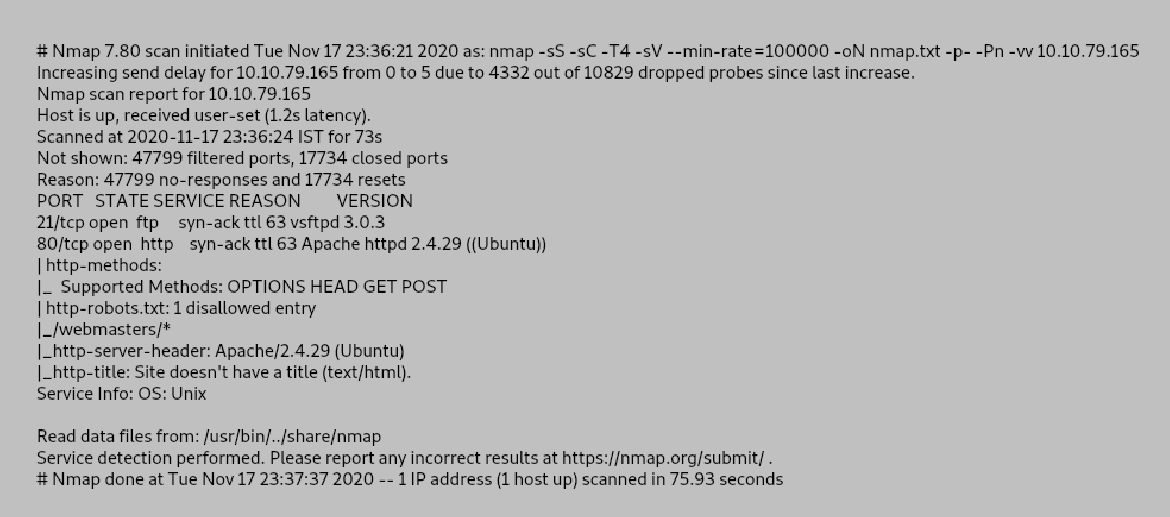 # Nmap 7.80 scan initiated Tue Nov 17 23:36:21 2020 as: nmap -sS -sC -T4 -sV --min-rate=100000 -oN nmap.txt -p- -Pn -vv 10.10.79.165
Increasing send delay for 10.10.79.165 from 0 to 5 due to 4332 out of 10829 dropped probes since last increase.
Nmap scan report for 10.10.79.165
Host is up, received user-set (1.2s latency).
Scanned at 2020-11-17 23:36:24 IST for 73s
Not shown: 47799 filtered ports, 17734 closed ports
Reason: 47799 no-responses and 17734 resets
PORT   STATE SERVICE REASON         VERSION
21/tcp open  ftp     syn-ack ttl 63 vsftpd 3.0.3
80/tcp open  http    syn-ack ttl 63 Apache httpd 2.4.29 ((Ubuntu))
| http-methods:
|_  Supported Methods: OPTIONS HEAD GET POST
| http-robots.txt: 1 disallowed entry
|_/webmasters/*
|_http-server-header: Apache/2.4.29 (Ubuntu)
|_http-title: Site doesn't have a title (text/html).
Service Info: OS: Unix

Read data files from: /usr/bin/../share/nmap
Service detection performed. Please report any incorrect results at https://nmap.org/submit/ .
# Nmap done at Tue Nov 17 23:37:37 2020 -- 1 IP address (1 host up) scanned in 75.93 seconds